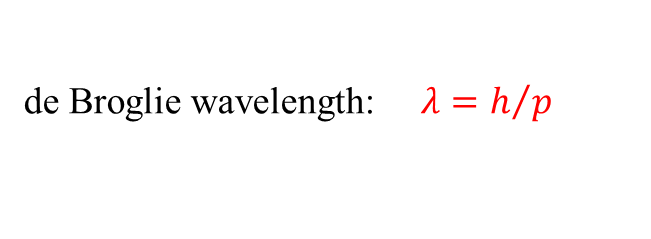 de Broglie wavelength: λ = h/p